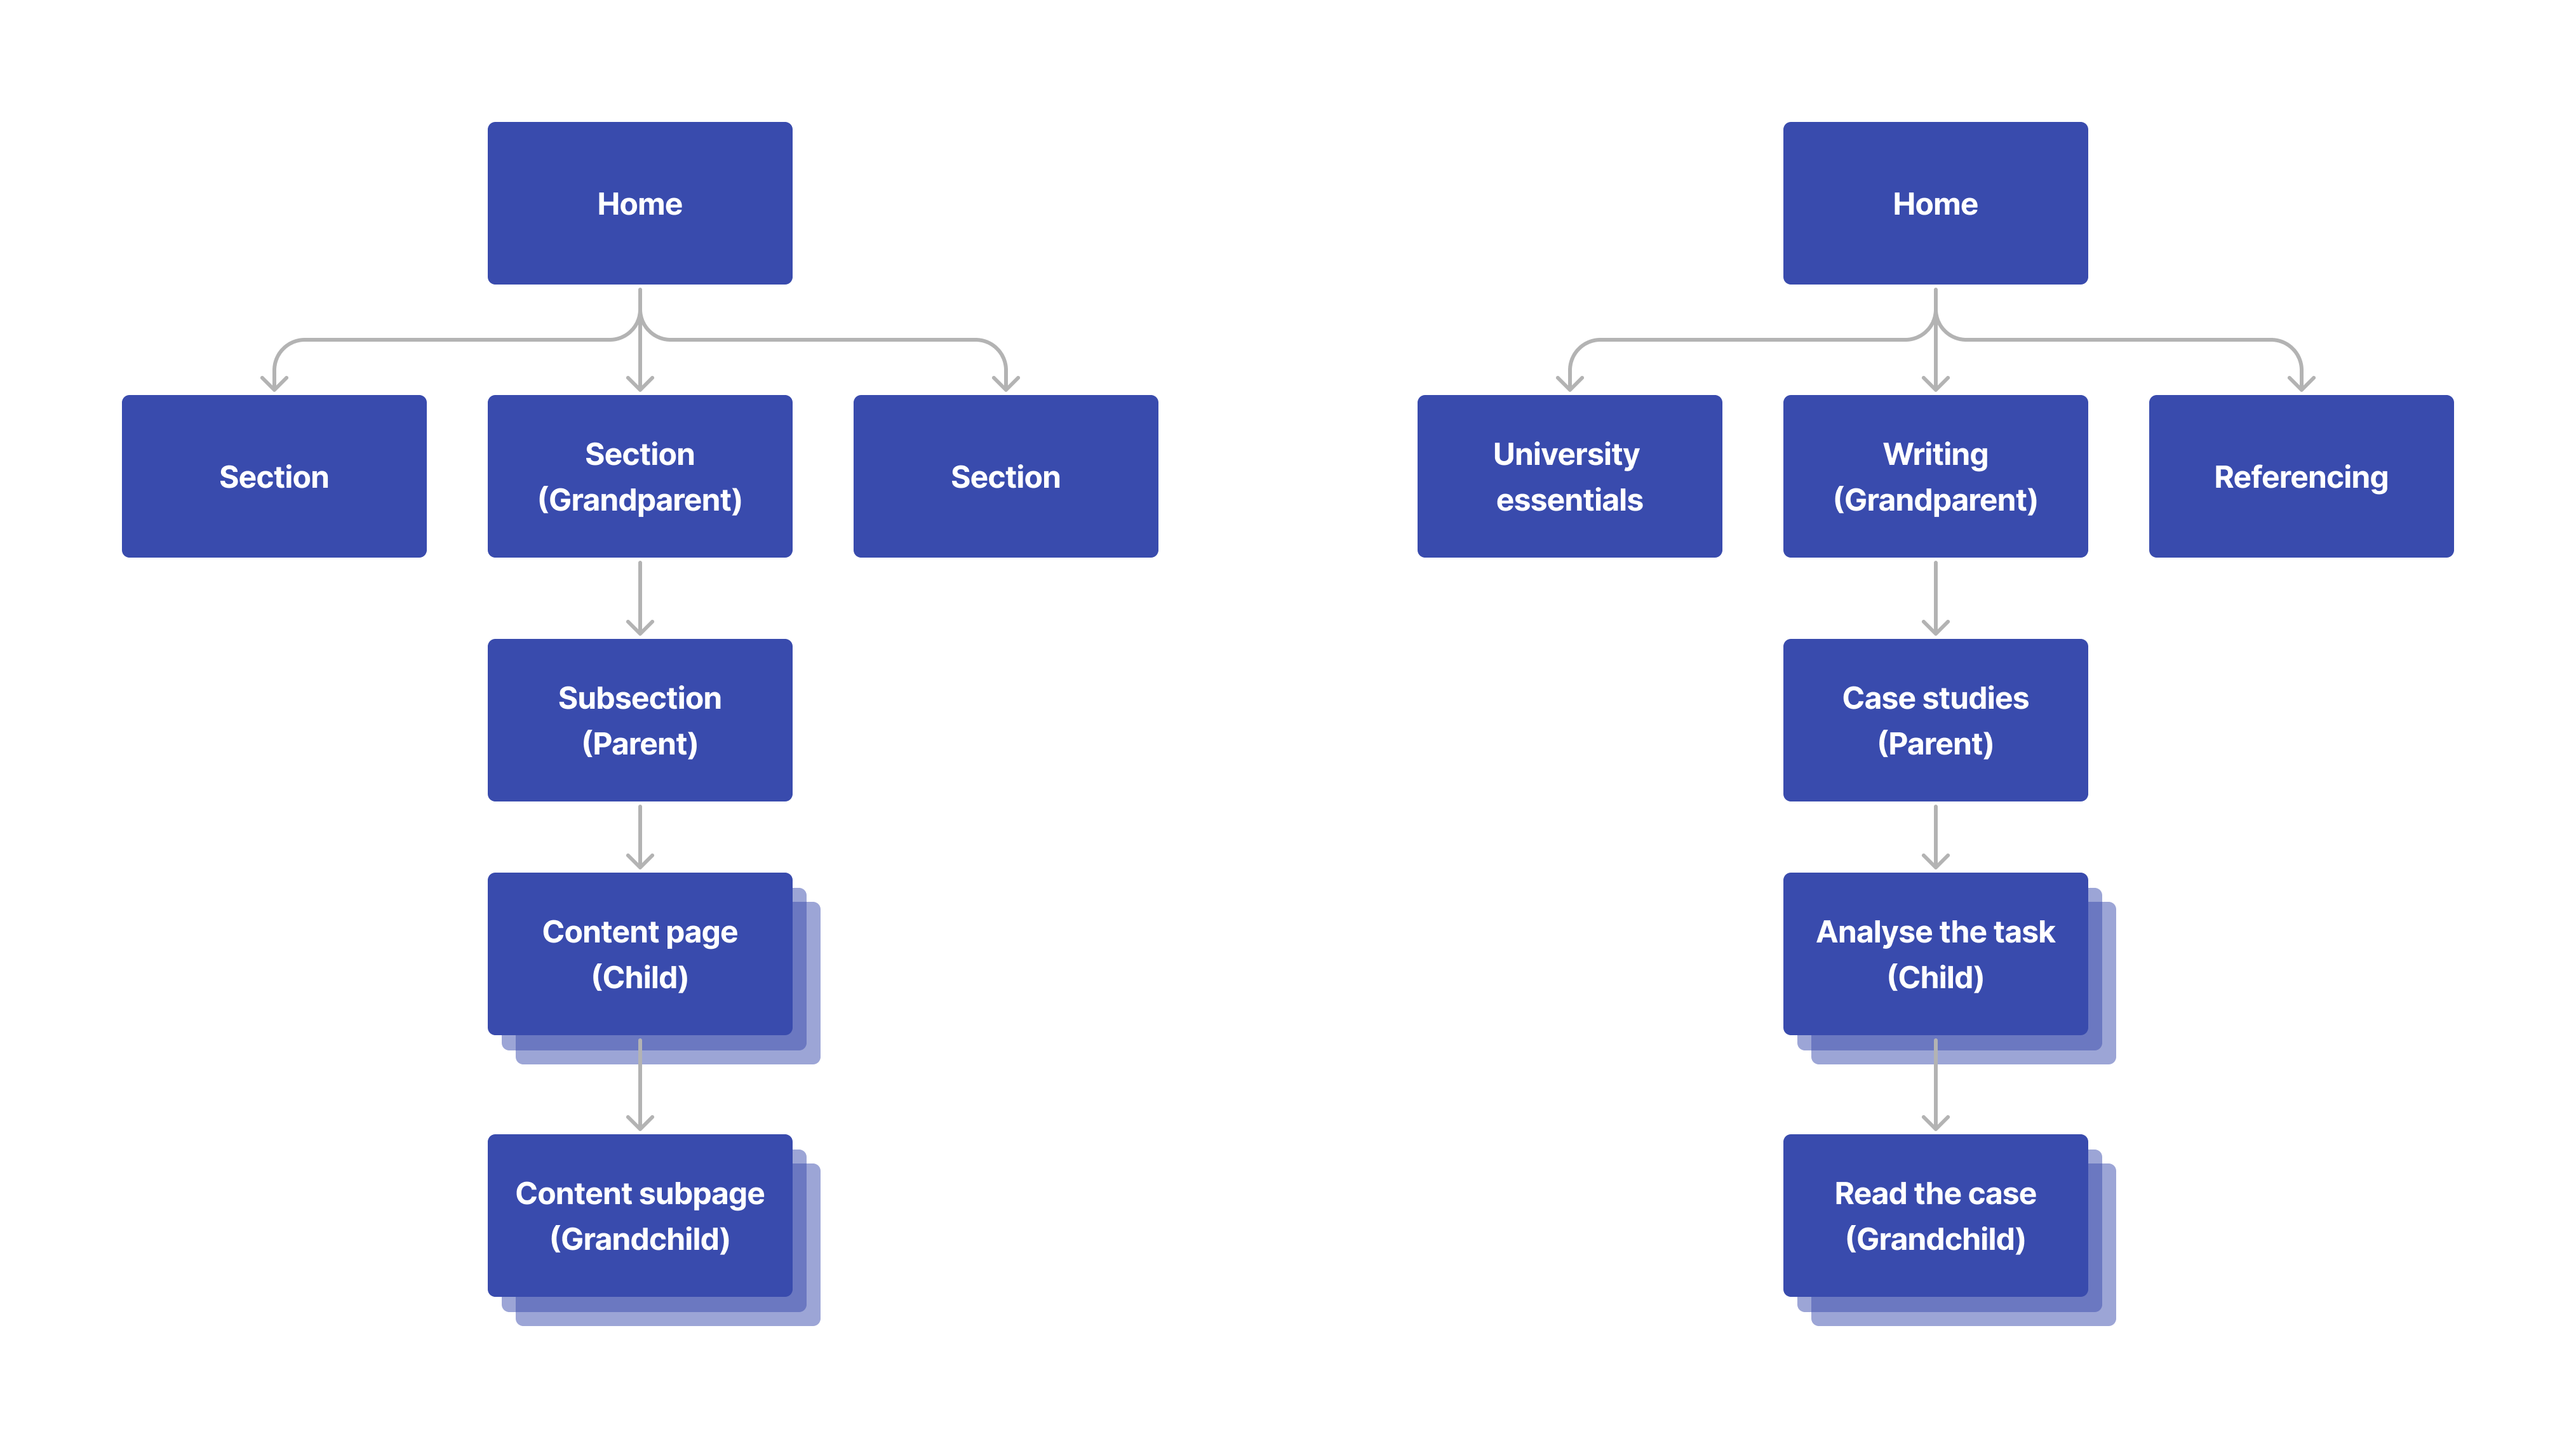 Home
Section
Section
(Grandparent)
Section
Subsection
(Parent)
Content page
(Child)
Content subpage
(Grandchild)
Home
University
essentials
Writing
(Grandparent)
Referencing
Case studies
(Parent)
Analyse the task
(Child)
Read the case
(Grandchild)